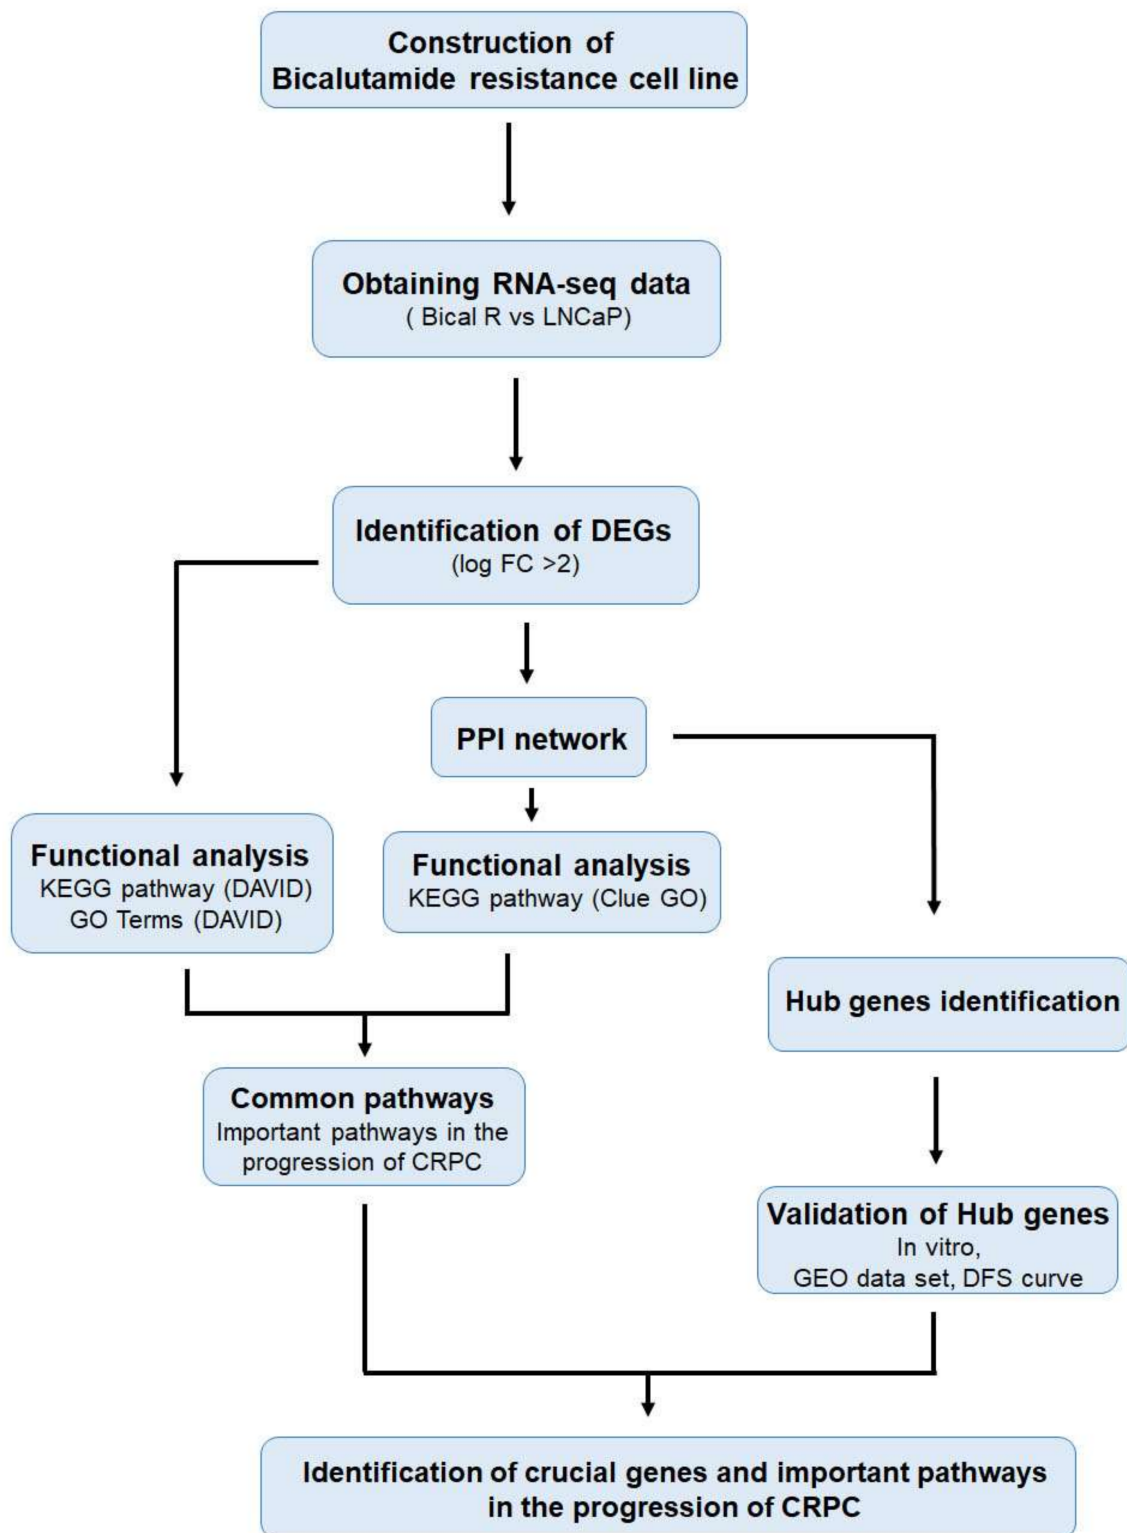 Construction of
Bicalutamide resistance cell line
Obtaining RNA-seq data
( Bical R vs LNCaP)
Identification of DEGs
(log FC >2)
PPI network
Functional analysis
KEGG pathway (DAVID)
GO Terms (DAVID)
Functional analysis
KEGG pathway (Clue GO)
Hub genes identification
Common pathways
Important pathways in the
progression of CRPC
Validation of Hub genes
In vitro,
GEO data set, DFS curve
Identification of crucial genes and important pathways
in the progression of CRPC